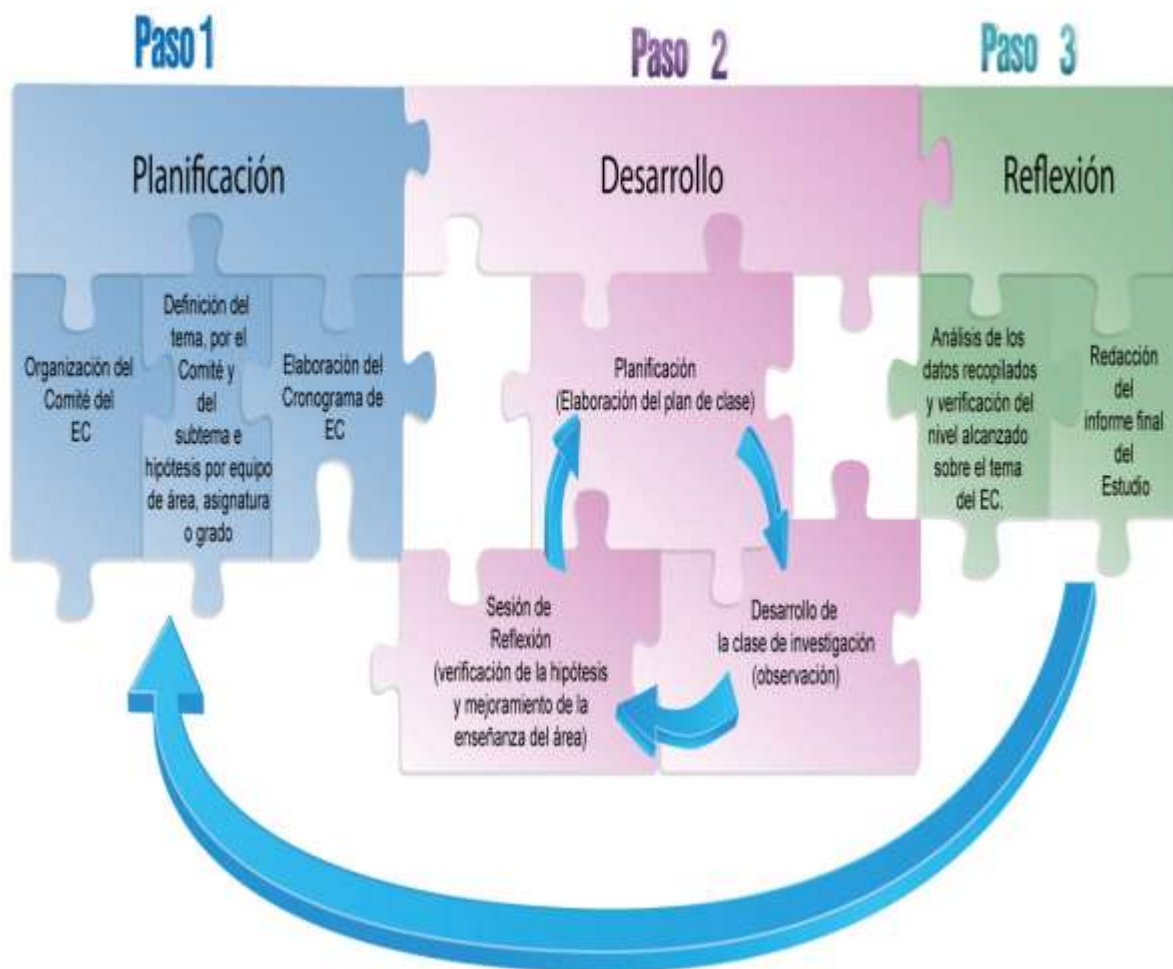 Paso 1
Paso 2
Paso 3
Planificación
Desarrollo
Reflexión
Organización del
Comité del
EC
Definición del
tema, por el
Comité y
del
subtema e
hipótesis por equipo
de área, asignatura
o grado
Elaboración del
Cronograma de
EC
Planificación
(Elaboración del plan de clase)
Desarrollo de
la clase de investigación
(observación)
Sesión de
Reflexión
(verificación de la hipótesis
y mejoramiento de la
enseñanza del área)
Análisis de los
datos recopilados
y verificación del
nivel alcanzado
sobre el tema
del EC.
Redacción
del
informe final
del
Estudio